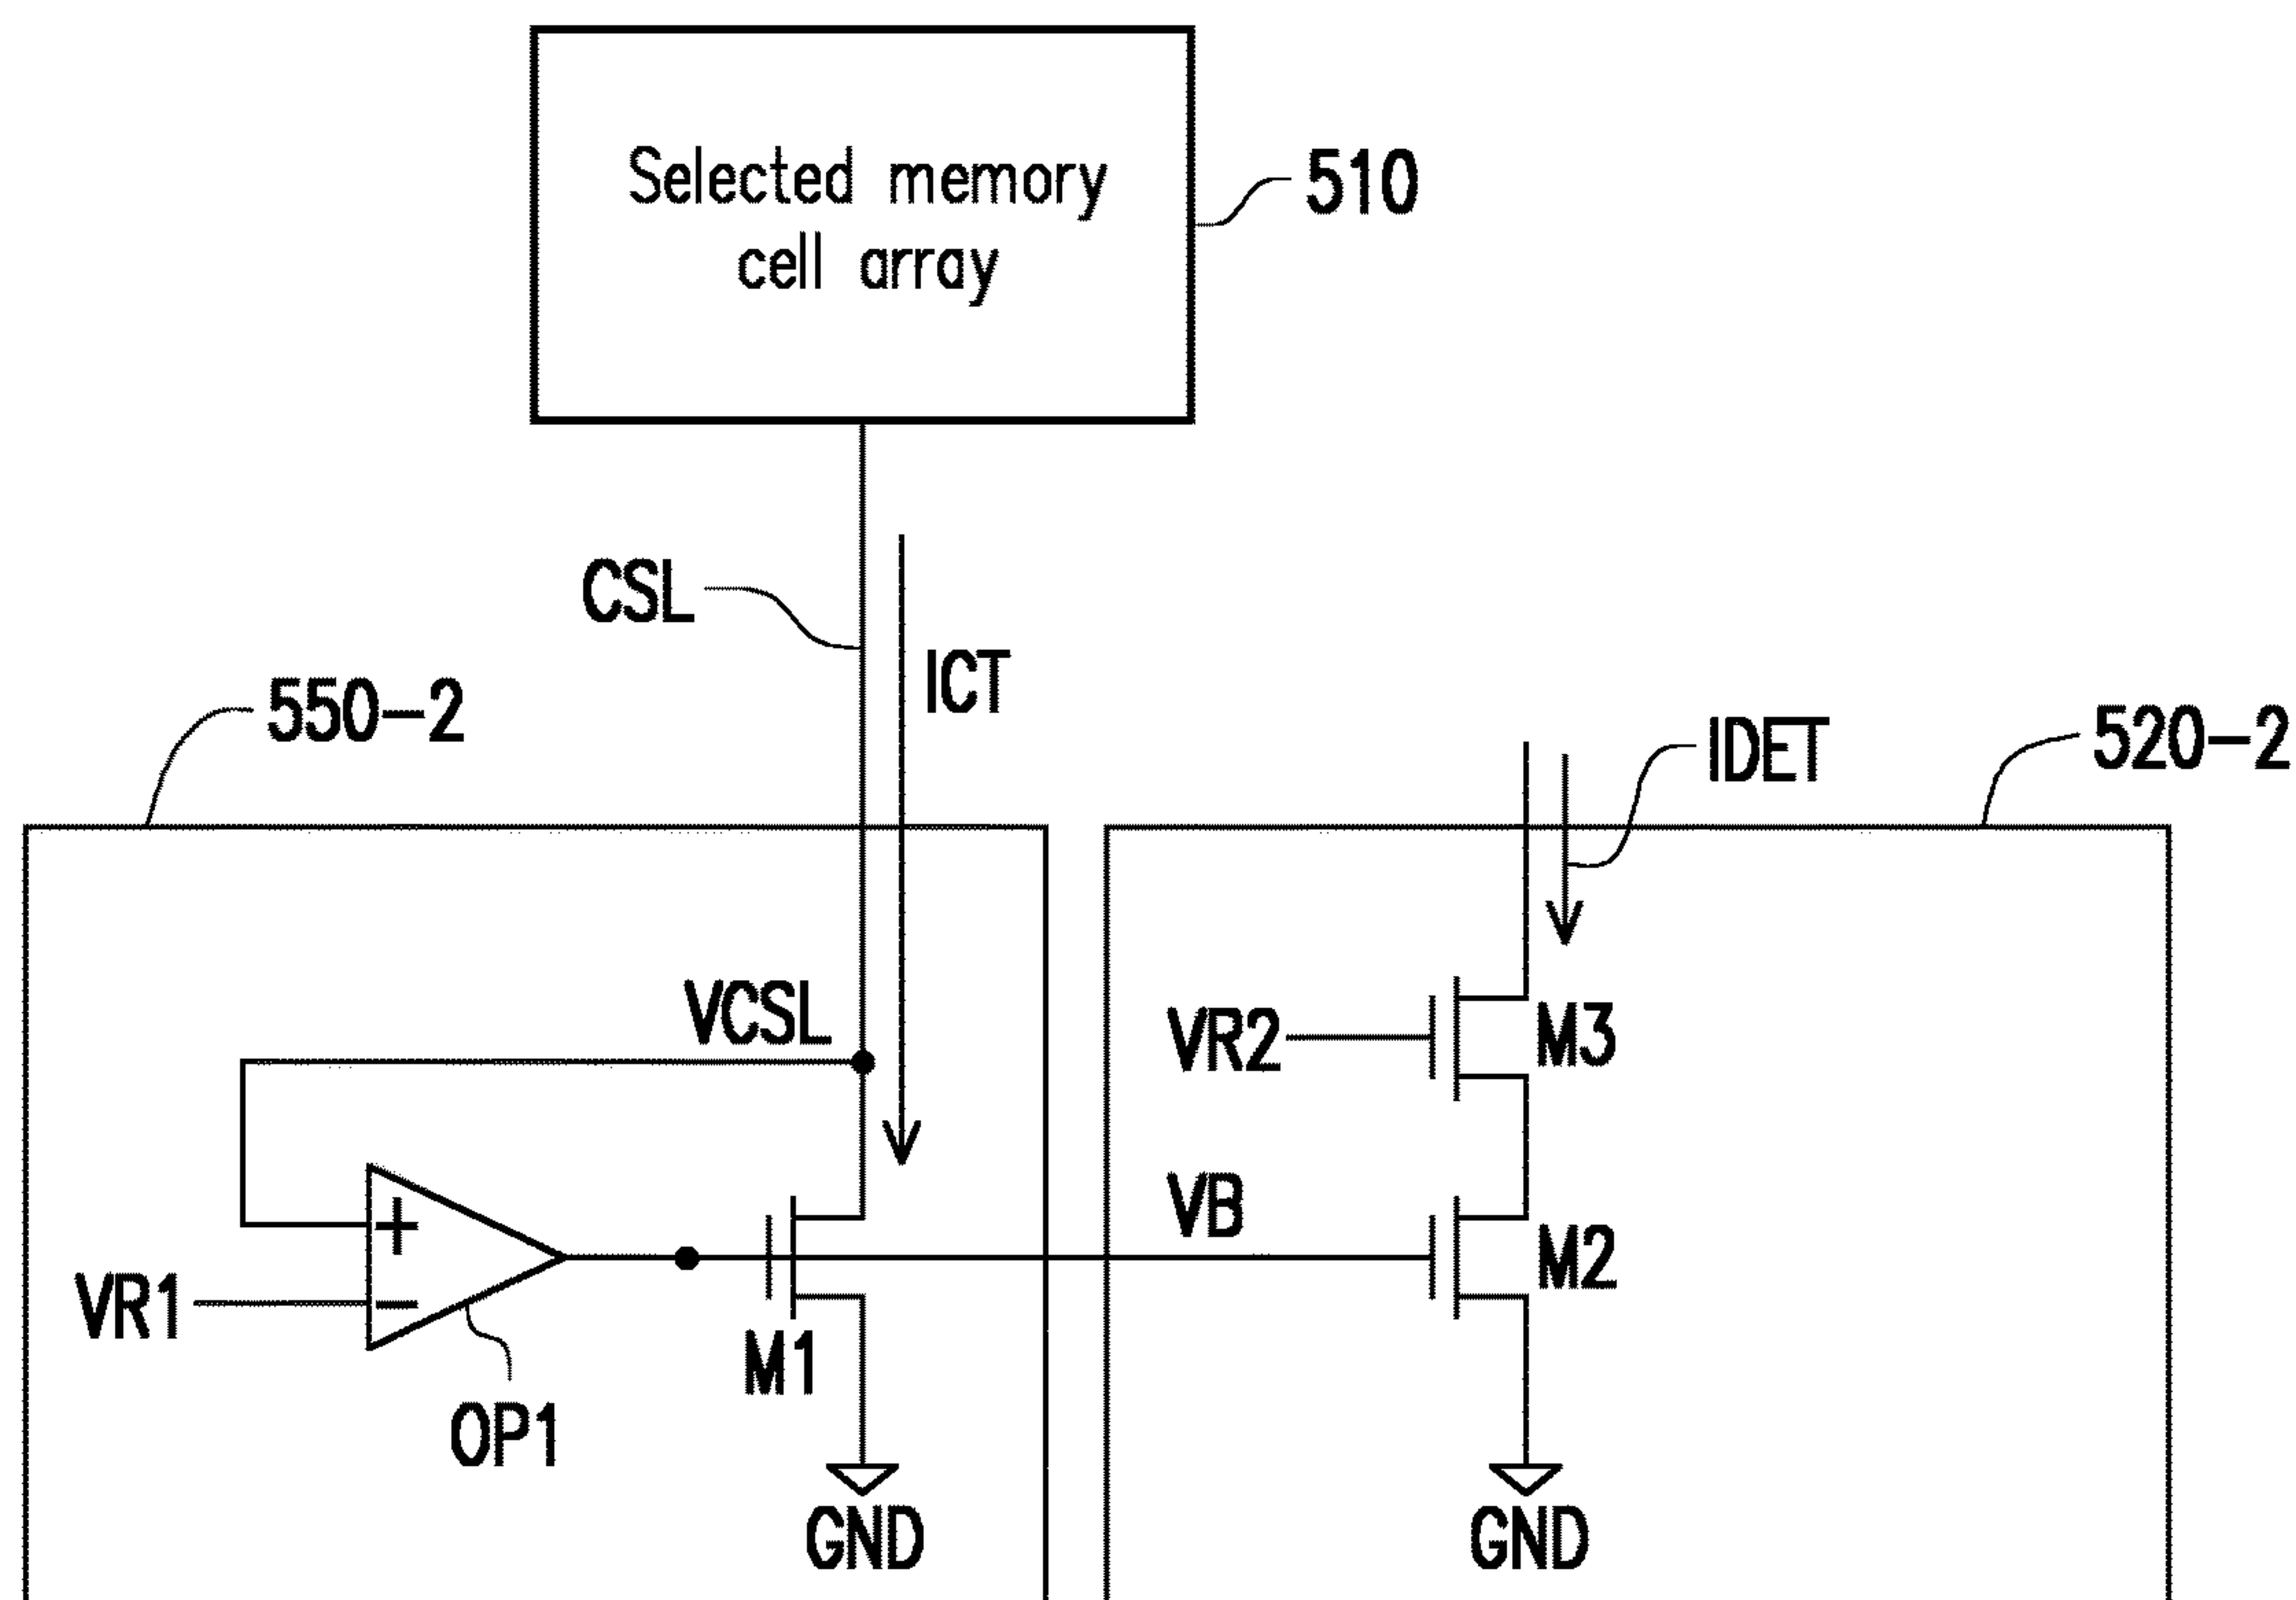 Selected memory
cell array
510
CSL
ICT
550-2
IDET
520-2
VCSL
VR2
M3
VB
M2
+
-
VR1
M1
OP1
GND
GND